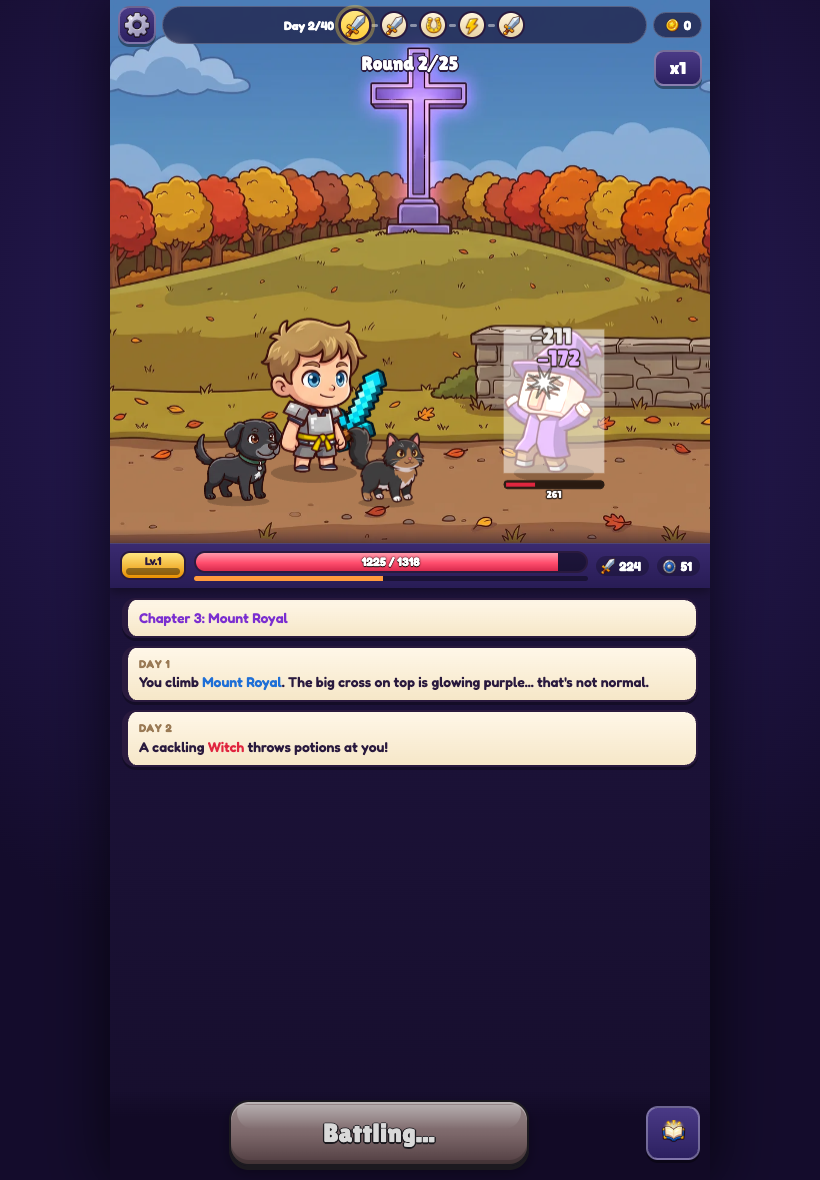 Day 2/40
0
Round 2/25
x1
-211
-172
261
Lv.1
1225 / 1318
224
51
Chapter 3: Mount Royal
DAY 1
You climb Mount Royal. The big cross on top is glowing purple... that's not normal.
DAY 2
A cackling Witch throws potions at you!
Battling...